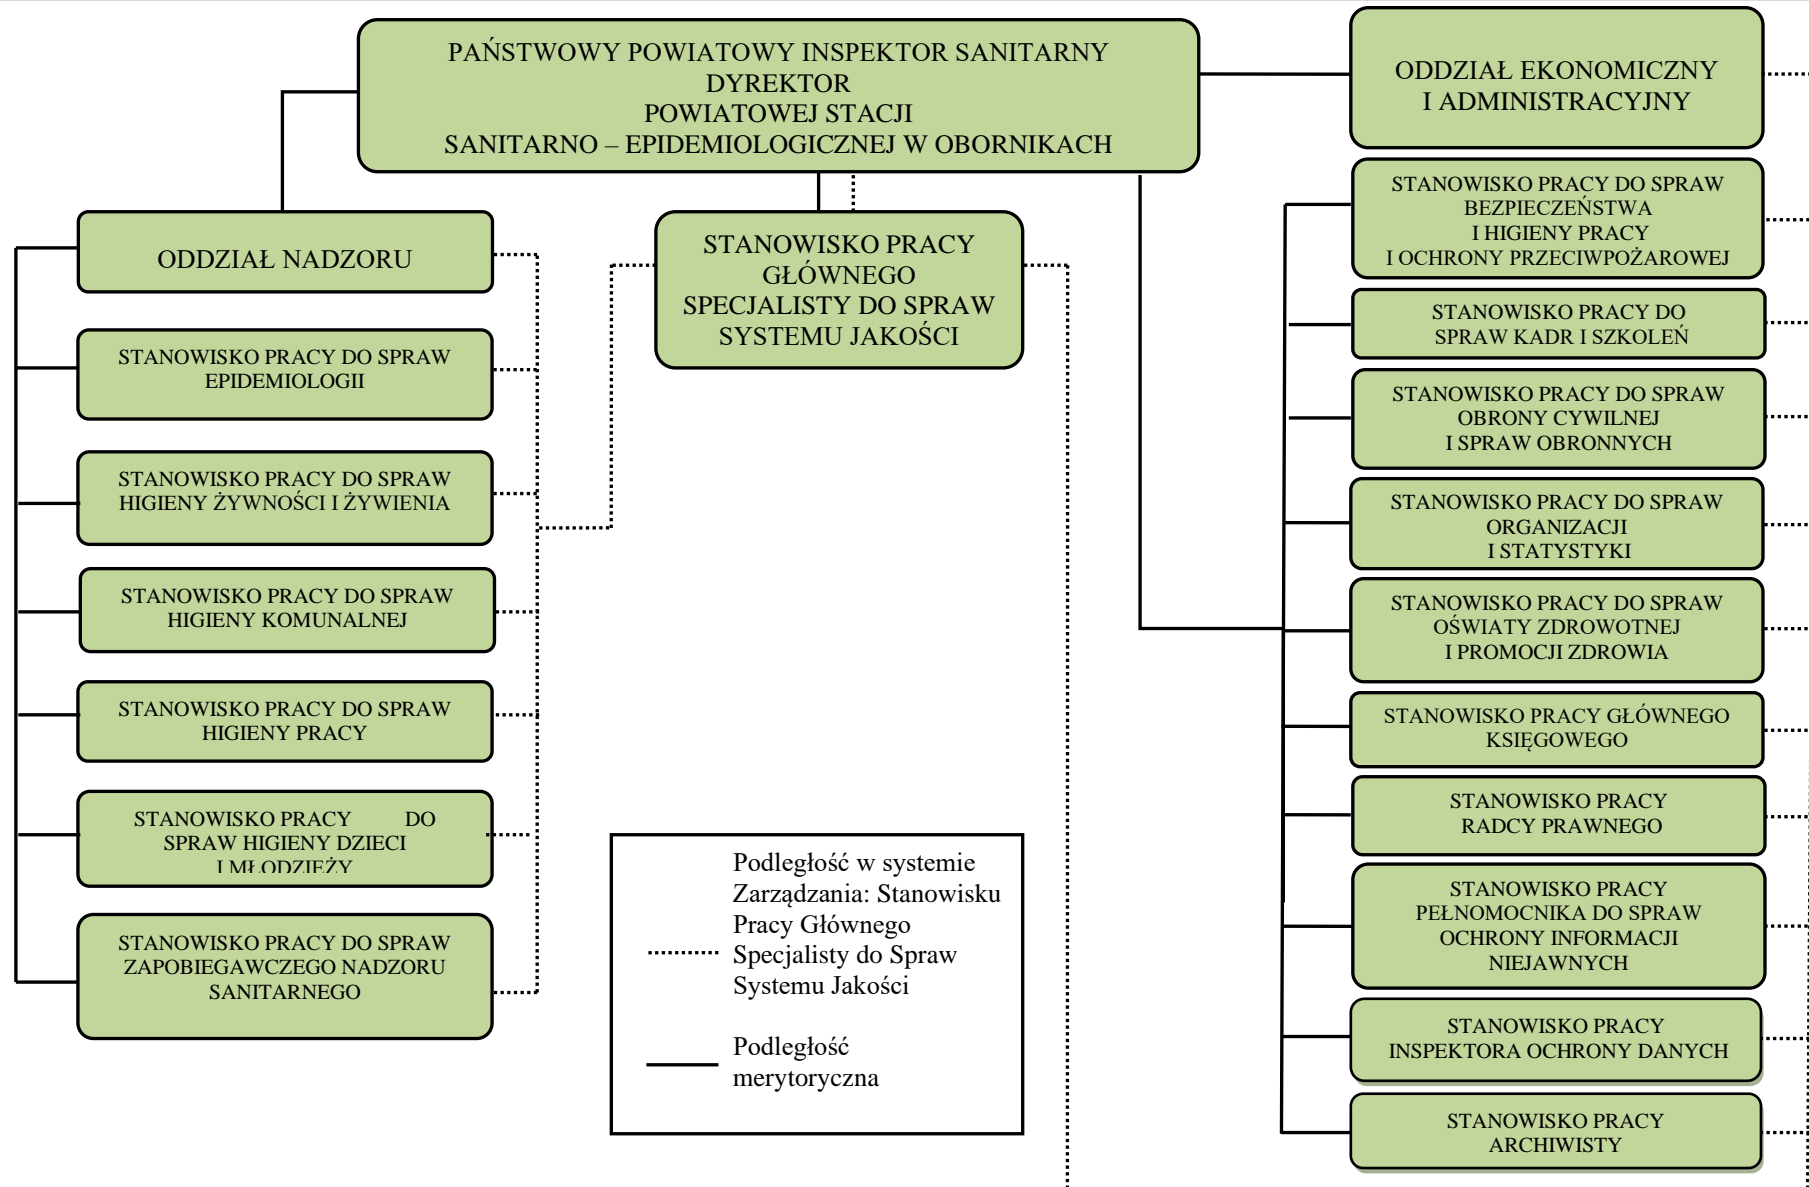 PAŃSTWOWY POWIATOWY INSPEKTOR SANITARNY
DYREKTOR
POWIATOWEJ STACJI
SANITARNO – EPIDEMIOLOGICZNEJ W OBORNIKACH
ODDZIAŁ NADZORU
STANOWISKO PRACY DO SPRAW
EPIDEMIOLOGII
STANOWISKO PRACY DO SPRAW
HIGIENY ŻYWNOŚCI I ŻYWIENIA
STANOWISKO PRACY DO SPRAW
HIGIENY KOMUNALNEJ
STANOWISKO PRACY DO SPRAW
HIGIENY PRACY
STANOWISKO PRACY DO
SPRAW HIGIENY DZIECI
I MŁODZIEŻY
STANOWISKO PRACY DO SPRAW
ZAPOBIEGAWCZEGO NADZORU
SANITARNEGO
STANOWISKO PRACY
GŁÓWNEGO
SPECJALISTY DO SPRAW
SYSTEMU JAKOŚCI
Podległość w systemie
Zarządzania: Stanowisku
Pracy Głównego
Specjalisty do Spraw
Systemu Jakości
Podległość
merytoryczna
ODDZIAŁ EKONOMICZNY
I ADMINISTRACYJNY
STANOWISKO PRACY DO SPRAW
BEZPIECZEŃSTWA
I HIGIENY PRACY
I OCHRONY PRZECIWPOŻAROWEJ
STANOWISKO PRACY DO
SPRAW KADR I SZKOLEŃ
STANOWISKO PRACY DO SPRAW
OBRONY CYWILNEJ
I SPRAW OBRONNYCH
STANOWISKO PRACY DO SPRAW
ORGANIZACJI
I STATYSTYKI
STANOWISKO PRACY DO SPRAW
OŚWIATY ZDROWOTNEJ
I PROMOCJI ZDROWIA
STANOWISKO PRACY GŁÓWNEGO
KSIĘGOWEGO
STANOWISKO PRACY
RADCY PRAWNEGO
STANOWISKO PRACY
PEŁNOMOCNIKA DO SPRAW
OCHRONY INFORMACJI
NIEJAWNYCH
STANOWISKO PRACY
INSPEKTORA OCHRONY DANYCH
STANOWISKO PRACY
ARCHIWISTY